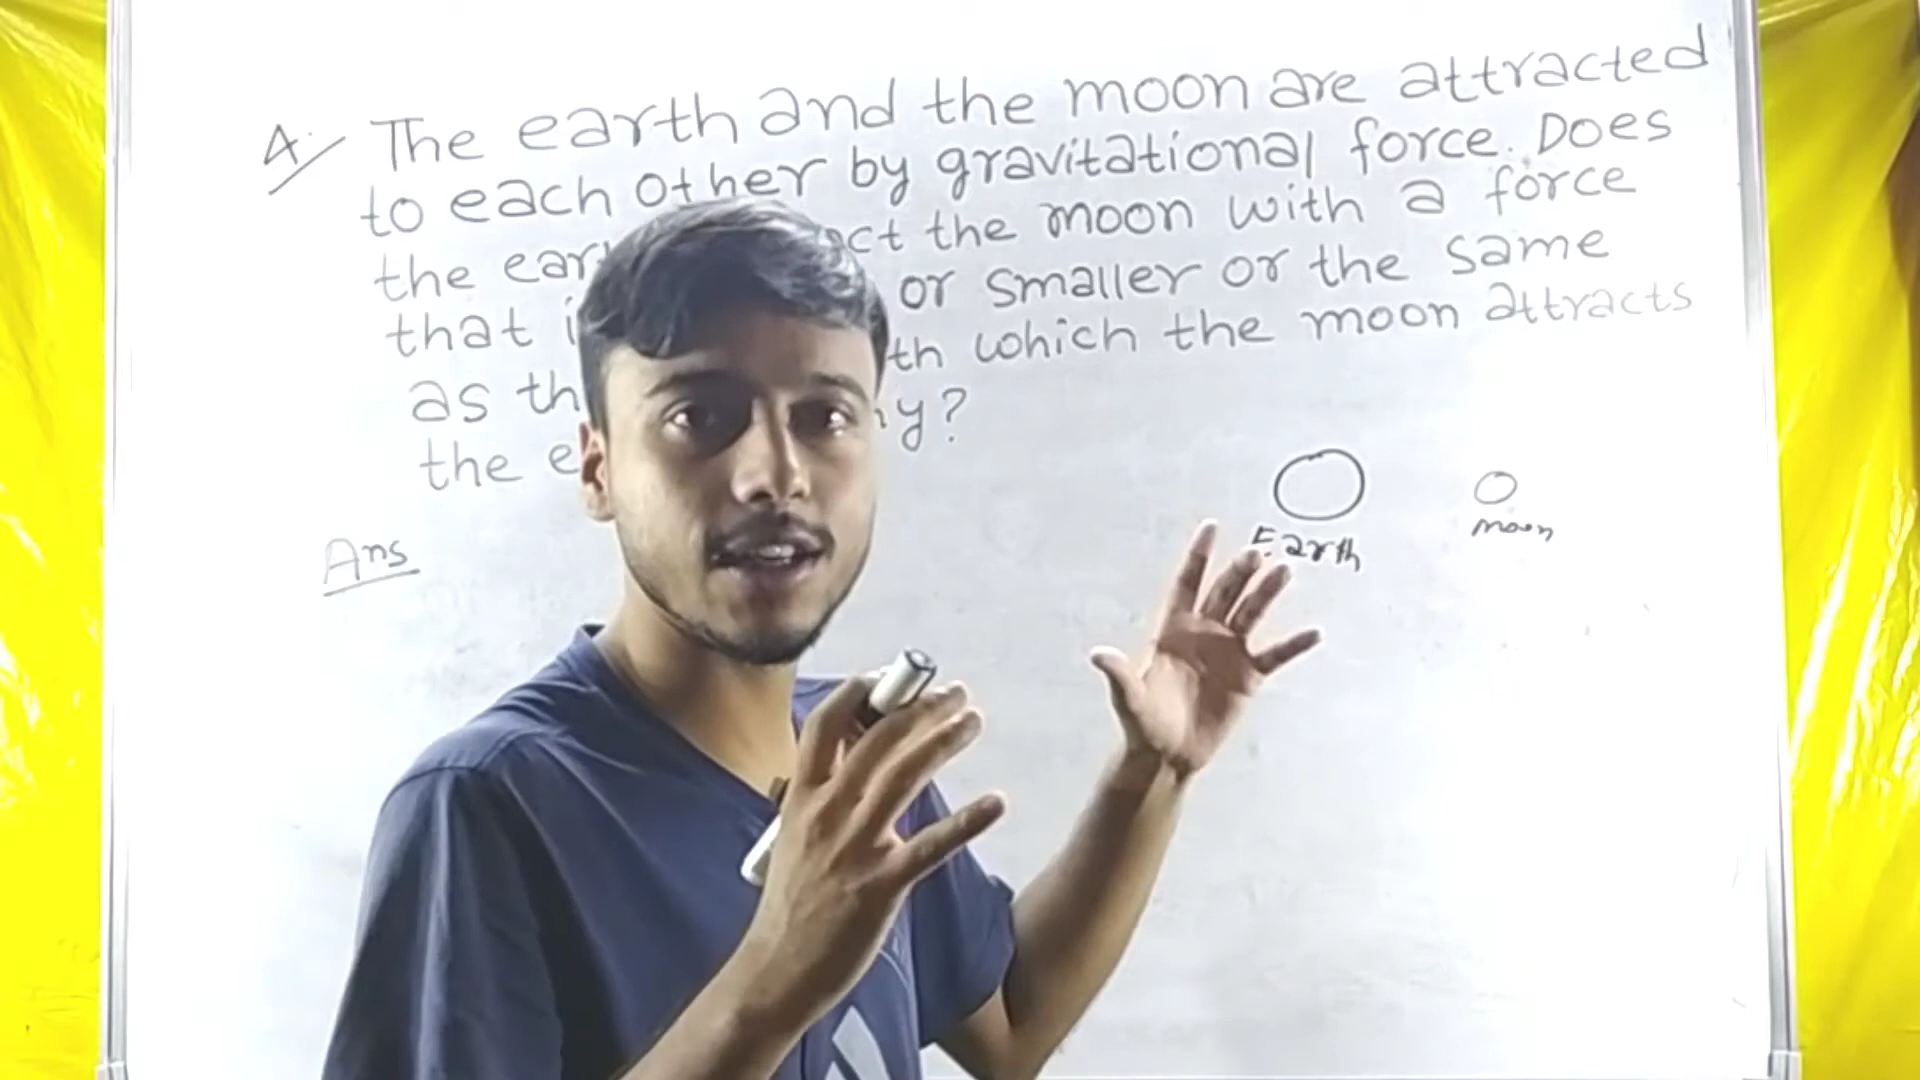 4. The earth and the moon are attracted
to each other by gravitational force. Does
the ear ct the moon with a force
that i or smaller or the same
as th th which the moon attracts
the e y?
Ans
Earth
moon